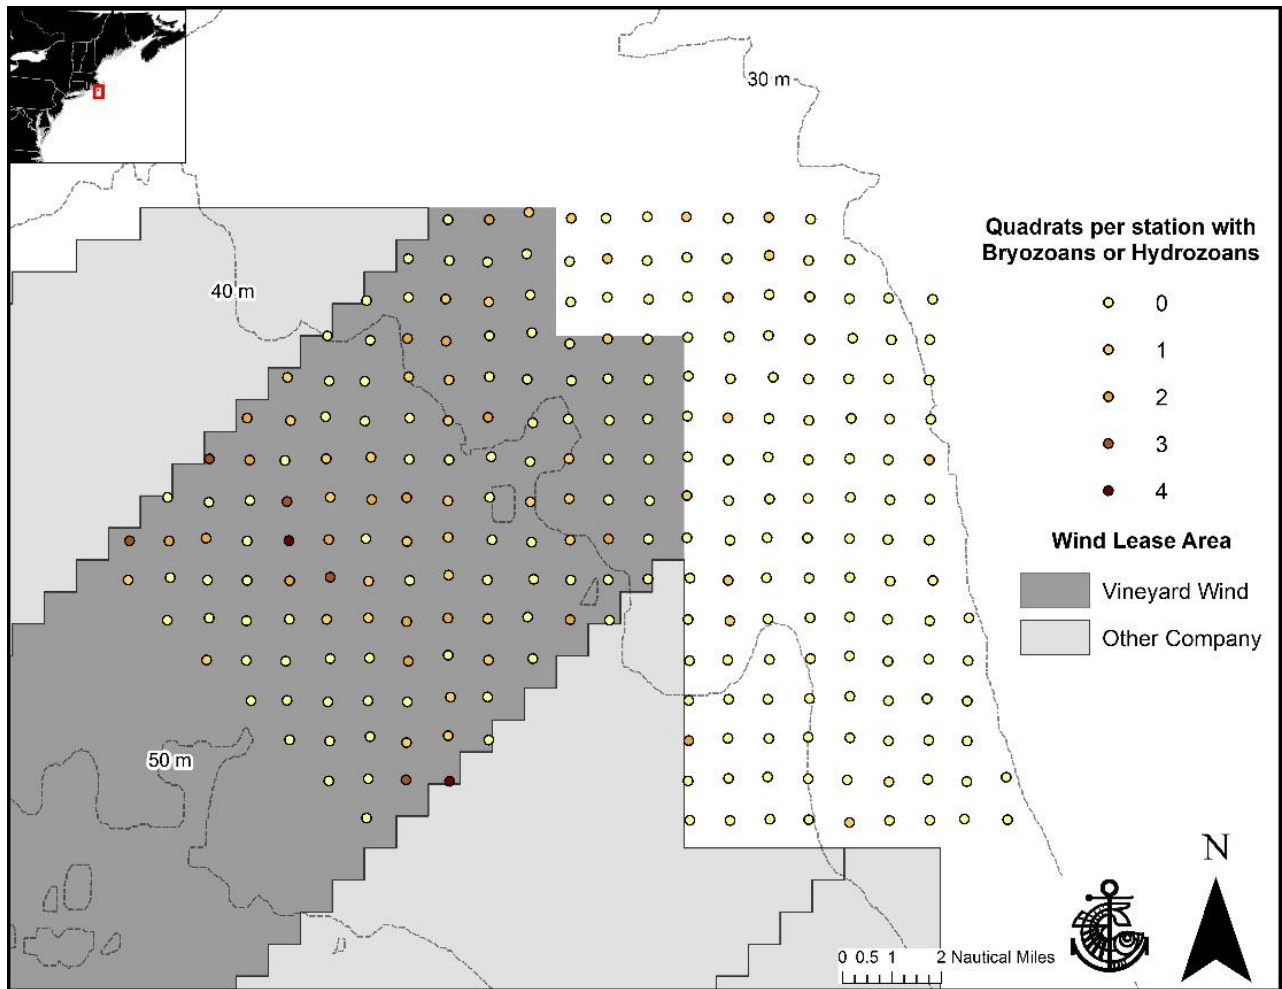 30 m
40 m
50 m
Quadrats per station with
Bryozoans or Hydrozoans
0
1
2
3
4
Wind Lease Area
Vineyard Wind
Other Company
N
0 0.5 1 2 Nautical Miles